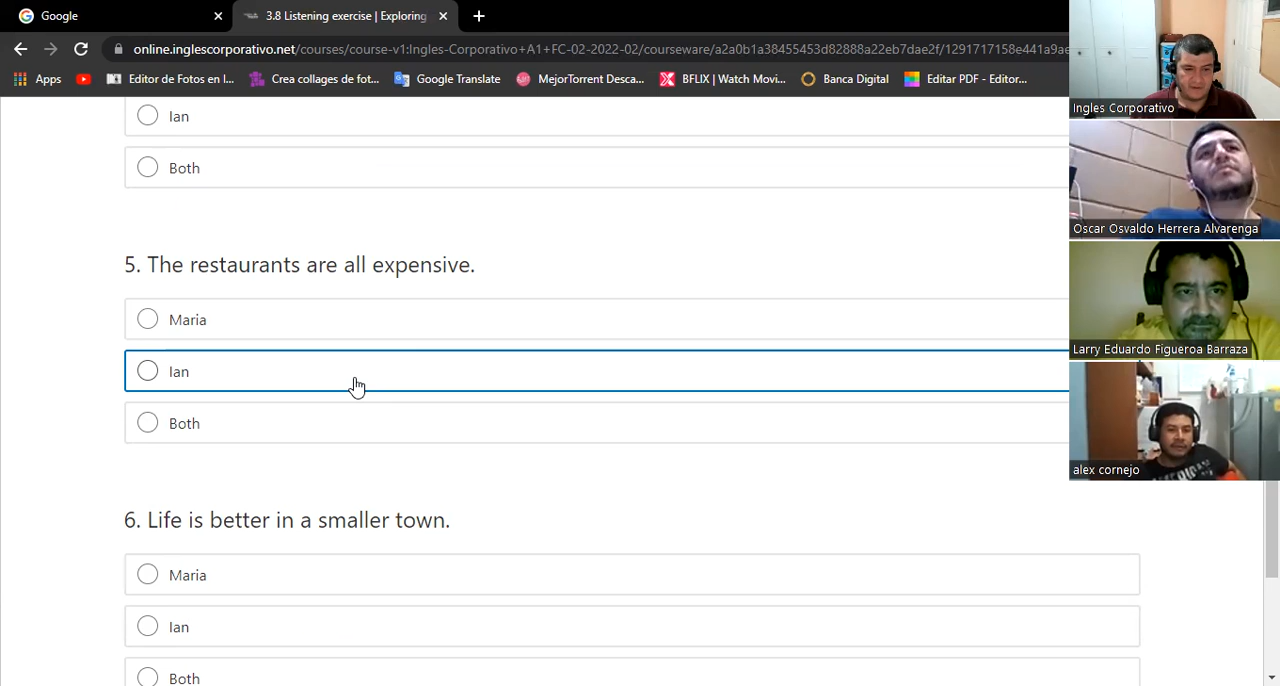 Google
3.8 Listening exercise | Exploring
online.inglescorporativo.net/courses/course-v1:Ingles-Corporativo+A1+FC-02-2022-02/courseware/a2a0b1a38455453d82888a22eb7dae2f/1291717158e441a9ae
Apps
Editor de Fotos en l...
Crea collages de fot...
Google Translate
MejorTorrent Desca...
BFLIX | Watch Movi...
Banca Digital
Editar PDF - Editor...
Ingles Corporativo
Oscar Osvaldo Herrera Alvarenga
Larry Eduardo Figueroa Barraza
alex cornejo
Ian
Both
5. The restaurants are all expensive.
Maria
Ian
Both
6. Life is better in a smaller town.
Maria
Ian
Both